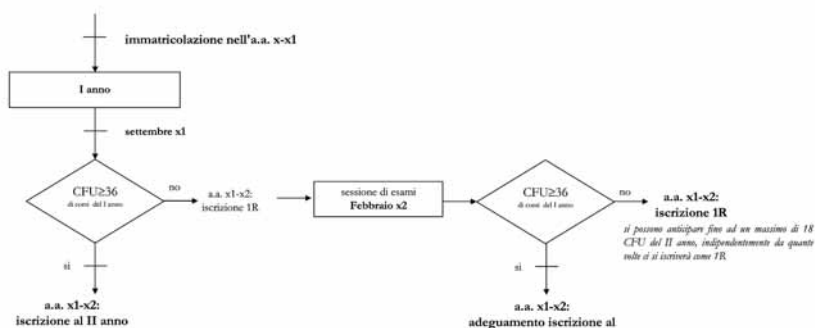 immatricolazione nell'a.a. x-x1
I anno
settembre x1
CFU≥36
di corsi del I anno
no
a.a. x1-x2:
iscrizione 1R
si
a.a. x1-x2:
iscrizione al II anno
sessione di esami
Febbraio x2
CFU≥36
di corsi del I anno
no
a.a. x1-x2:
iscrizione 1R
si possono anticipare fino ad un massimo di 18
CFU del II anno, indipendentemente da quante
volte ci si iscriverà come 1R
si
a.a. x1-x2:
adeguamento iscrizione al